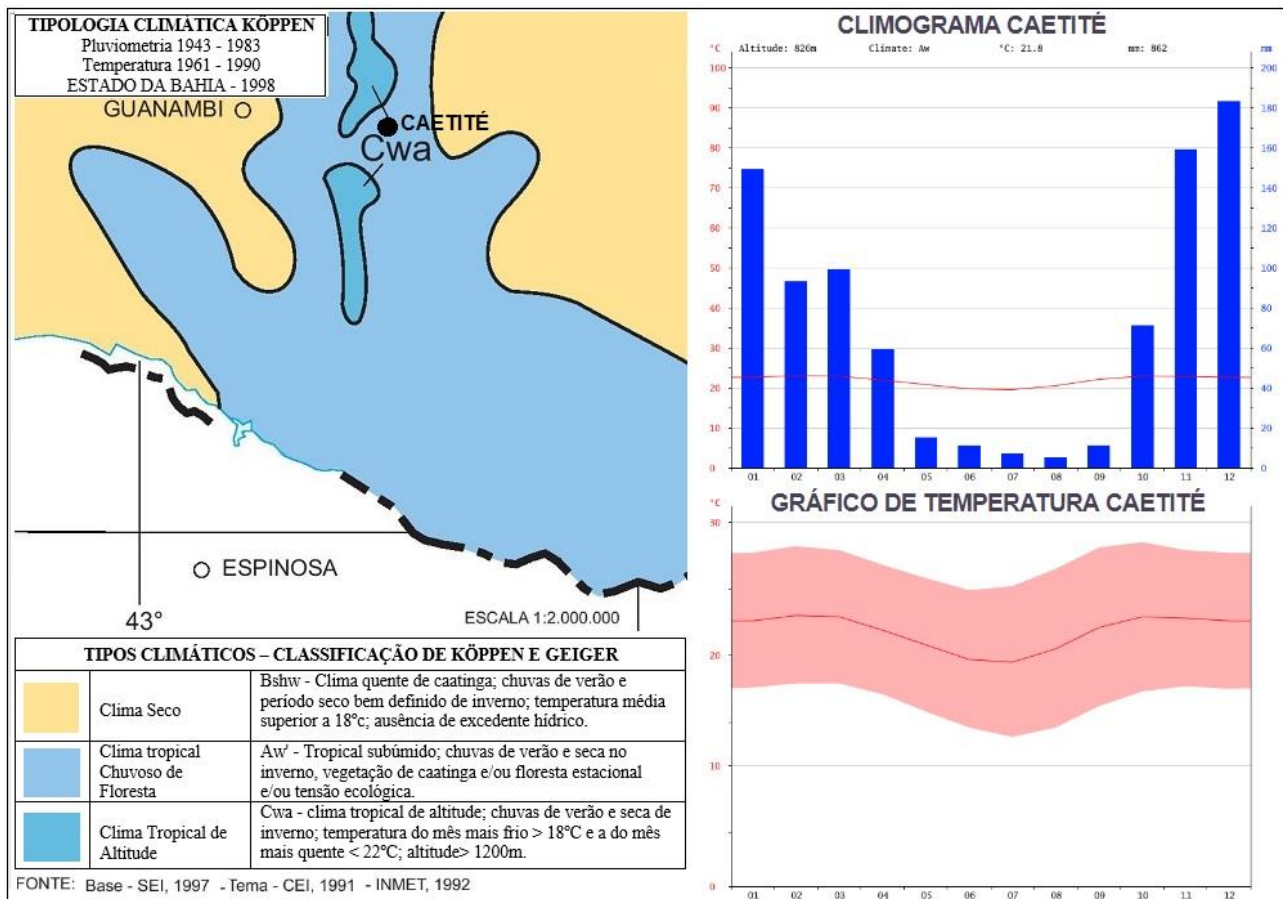 TIPOLOGIA CLIMÁTICA KÖPPEN
Pluviometria 1943 - 1983
Temperatura 1961 - 1990
ESTADO DA BAHIA - 1998
GUANAMBI
CAETITÉ
Cwa
ESPINOSA
43°
ESCALA 1:2.000.000
TIPOS CLIMÁTICOS – CLASSIFICAÇÃO DE KÖPPEN E GEIGER
Clima Seco
Bshw - Clima quente de caatinga; chuvas de verão e
período seco bem definido de inverno; temperatura média
superior a 18ºc; ausência de excedente hídrico.
Clima tropical
Chuvoso de
Floresta
Aw' - Tropical subúmido; chuvas de verão e seca no
inverno, vegetação de caatinga e/ou floresta estacional
e/ou tensão ecológica.
Clima Tropical de
Altitude
Cwa - clima tropical de altitude; chuvas de verão e seca de
inverno; temperatura do mês mais frio > 18ºC e a do mês
mais quente < 22ºC; altitude> 1200m.
FONTE: Base - SEI, 1997 - Tema - CEI, 1991 - INMET, 1992
CLIMOGRAMA CAETITÉ
°C Altitude: 826m Climate: Aw °C: 21.8 mm: 862 mm
100 200
90 180
80 160
70 140
60 120
50 100
40 80
30 60
20 40
10 20
0 0
01 02 03 04 05 06 07 08 09 10 11 12
GRÁFICO DE TEMPERATURA CAETITÉ
°C
30
20
10
0
01 02 03 04 05 06 07 08 09 10 11 12